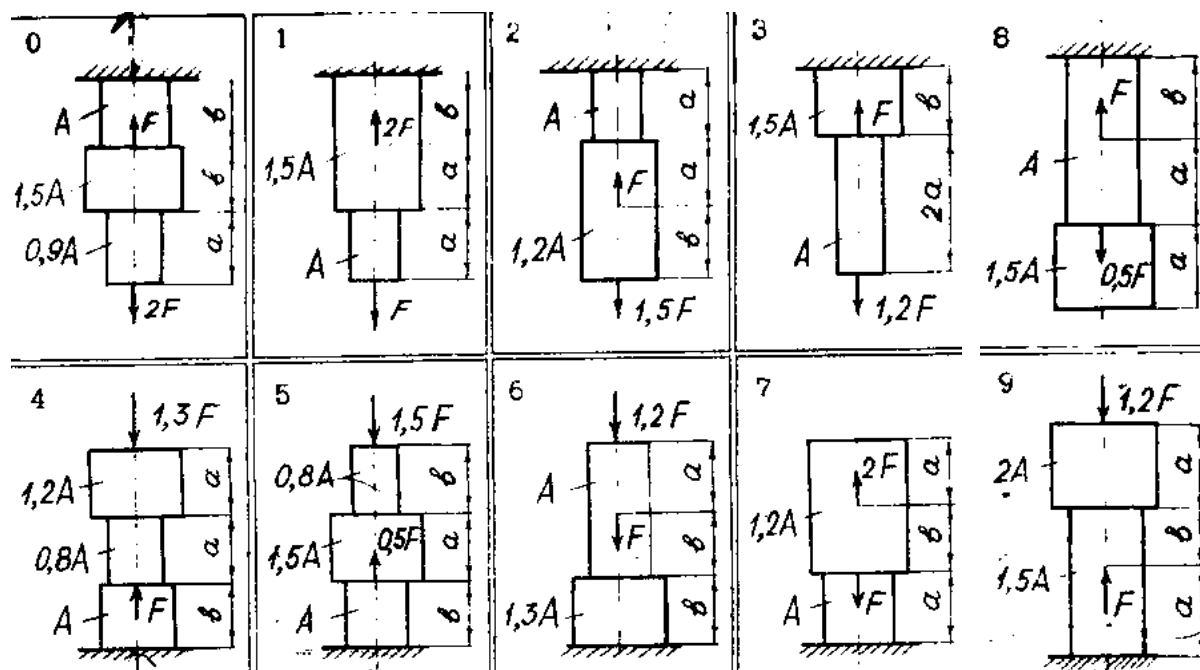 0
A
F
в
1,5A
в
0,9A
a
2F
1
2F
в
1,5A
a
A
a
F
2
A
a
F
a
1,2A
в
1,5F
3
1,5A
F
в
2a
A
1,2F
8
F
в
A
a
1,5A
0,5F
a
4
1,3F
1,2A
a
0,8A
a
A
F
в
5
1,5F
0,8A
в
1,5A
0,5F
a
A
в
6
1,2F
A
a
F
в
1,3A
в
7
2F
a
1,2A
в
A
F
a
9
1,2F
2A
a
в
1,5A
F
a